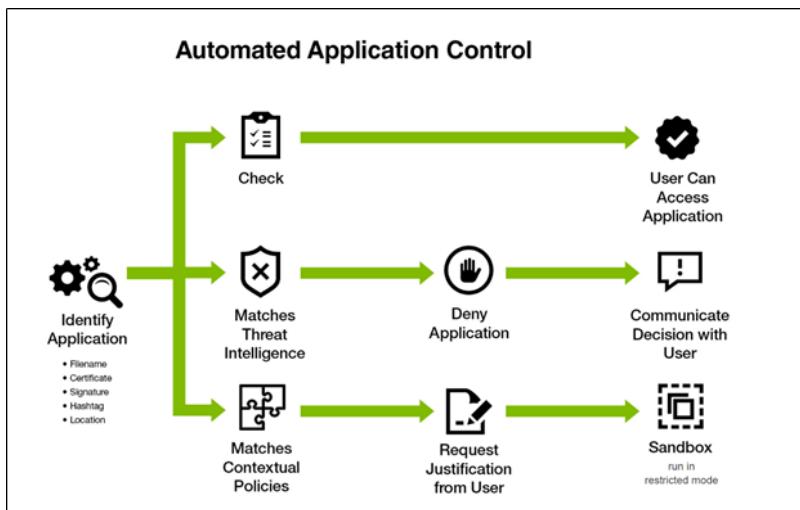 Automated Application Control
Check
User Can
Access
Application
Identify
Application
• Filename
• Certificate
• Signature
• Hashtag
• Location
Matches
Threat
Intelligence
Deny
Application
Communicate
Decision with
User
Matches
Contextual
Policies
Request
Justification
from User
Sandbox
run in
restricted mode